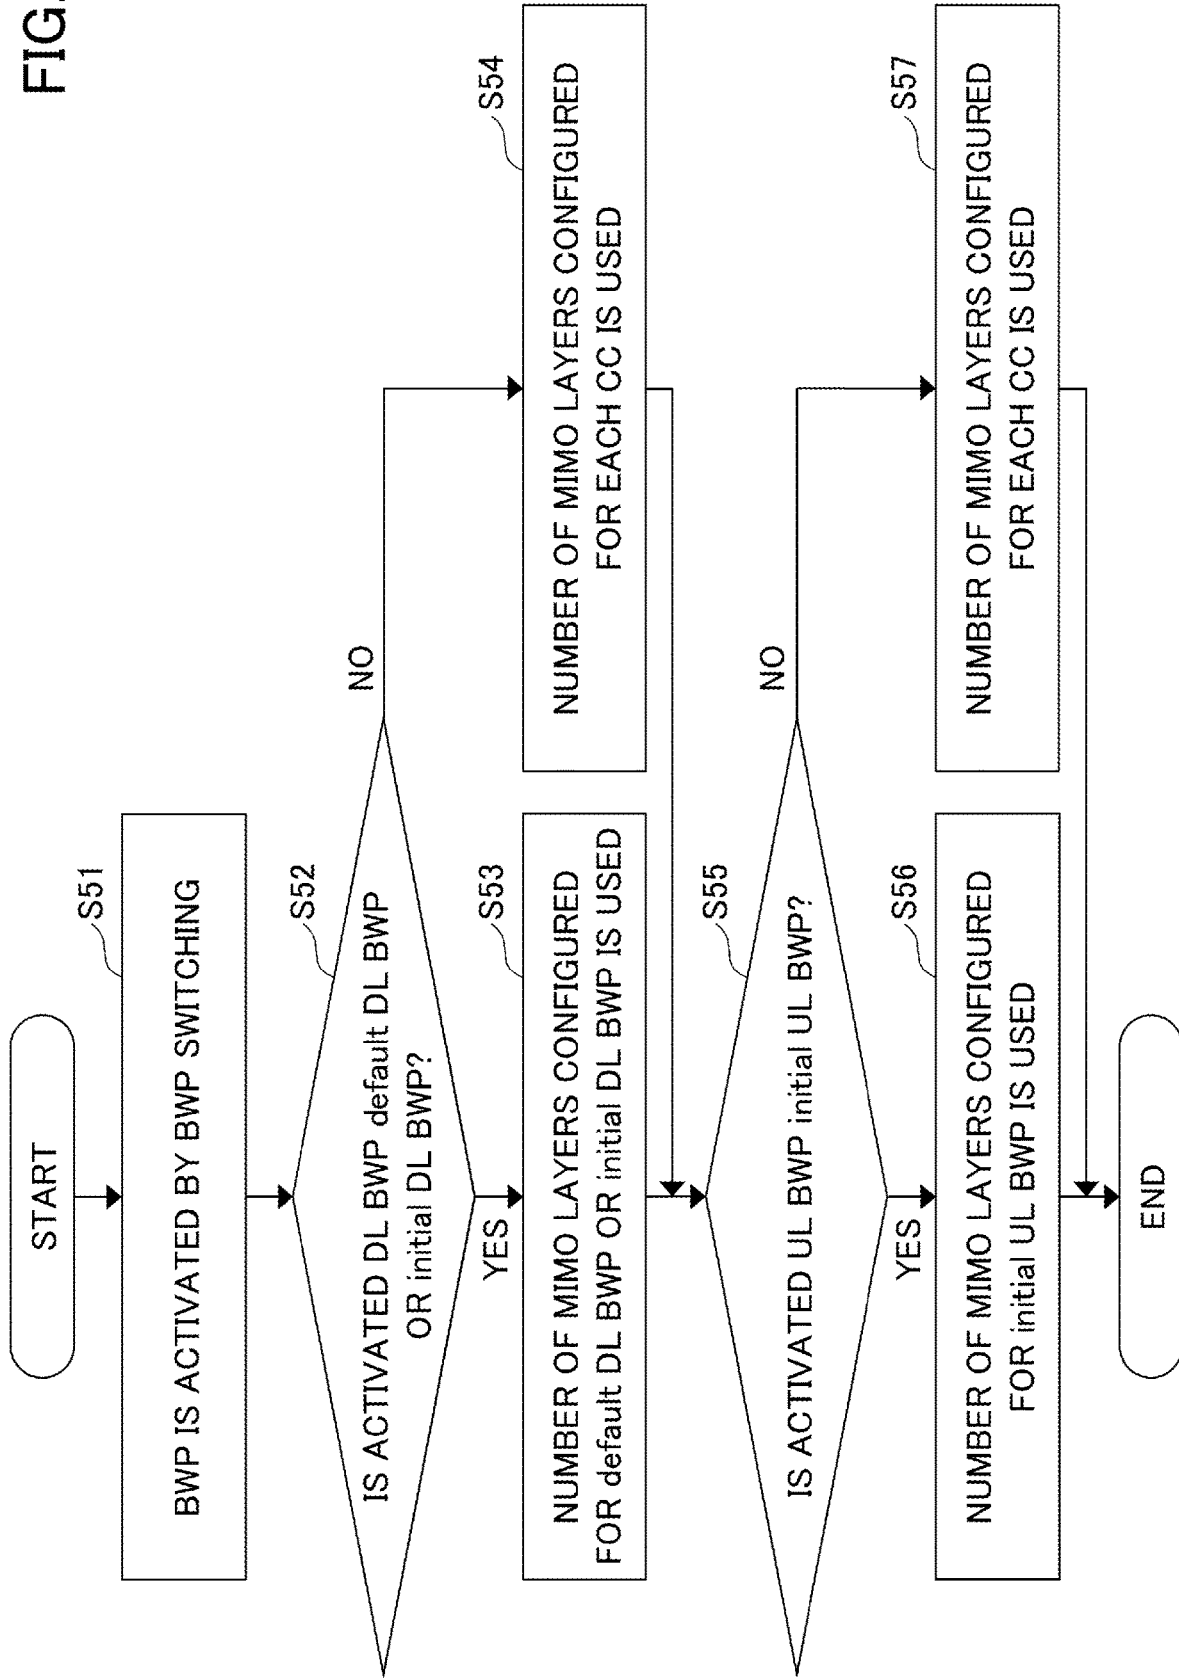 FIG.
START
S51
BWP IS ACTIVATED BY BWP SWITCHING
S52
IS ACTIVATED DL BWP default DL BWP
OR initial DL BWP?
NO
YES
S53
NUMBER OF MIMO LAYERS CONFIGURED
FOR default DL BWP OR initial DL BWP IS USED
S54
NUMBER OF MIMO LAYERS CONFIGURED
FOR EACH CC IS USED
S55
IS ACTIVATED UL BWP initial UL BWP?
NO
YES
S56
NUMBER OF MIMO LAYERS CONFIGURED
FOR initial UL BWP IS USED
S57
NUMBER OF MIMO LAYERS CONFIGURED
FOR EACH CC IS USED
END